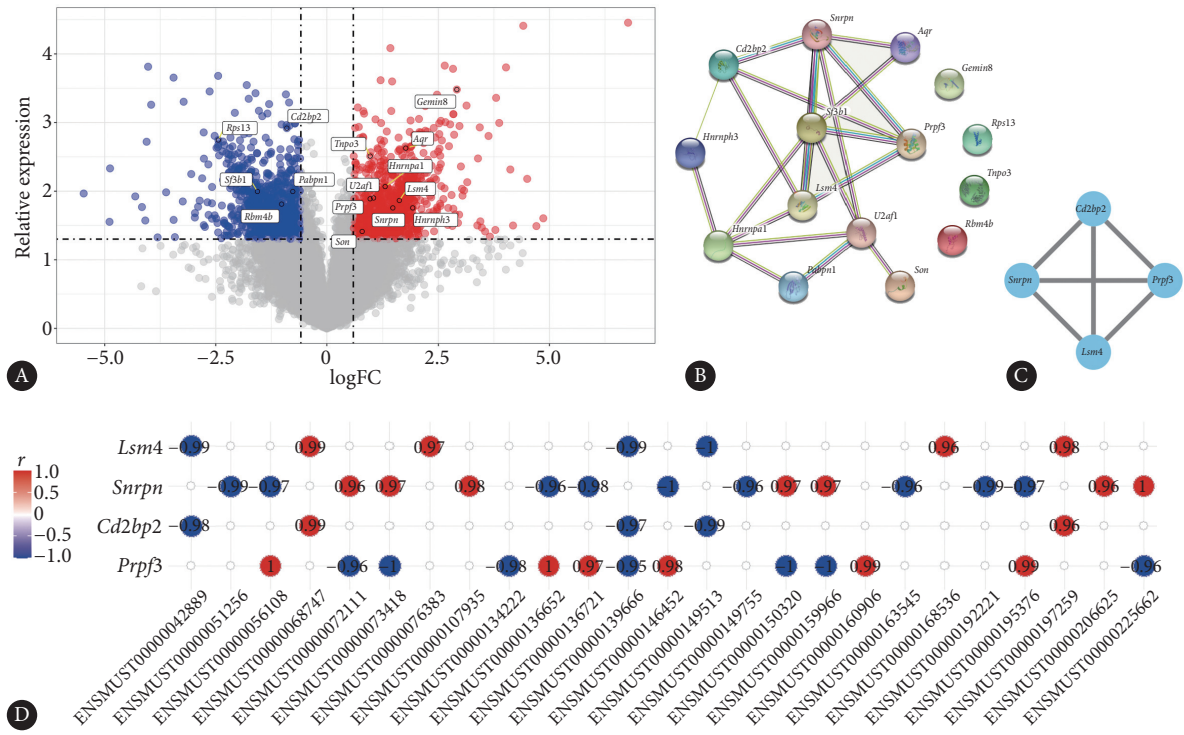 A
Relative expression
4
3
2
1
0
−5.0
−2.5
0
2.5
5.0
logFC
Gemin8
Cd2bp2
Rps13
Tnpo3
Aqr
Hnrnpa1
Sf3b1
Pabpn1
U2af1
Lsm4
Prpf3
Rbm4b
Snrpn
Hnrnph3
Son
B
Snrpn
Aqr
Cd2bp2
Gemin8
Sf3b1
Hnrnph3
Prpf3
Rps13
Tnpo3
Lsm4
U2af1
Rbm4b
Hnrnpa1
Pabpn1
Son
C
Cd2bp2
Snrpn
Prpf3
Lsm4
D
r
1.0
0.5
0
−0.5
−1.0
Lsm4 −0.99 0.99 0.97 −0.99 −1 0.96 0.98
Snrpn −0.99 −0.97 0.96 0.97 0.98 −0.96 −0.98 −1 −0.96 0.97 0.97 −0.96 −0.99 −0.97 0.96 1
Cd2bp2 −0.98 0.99 −0.97 −0.99 0.96
Prpf3 1 −0.96 −1 −0.98 1 0.97 −0.95 0.98 −1 −1 0.99 0.99 −0.96
ENSMUST00000042889
ENSMUST00000051256
ENSMUST00000056108
ENSMUST00000068747
ENSMUST00000072111
ENSMUST00000073418
ENSMUST00000076383
ENSMUST00000107935
ENSMUST00000134222
ENSMUST00000136652
ENSMUST00000136721
ENSMUST00000139666
ENSMUST00000146452
ENSMUST00000149513
ENSMUST00000149755
ENSMUST00000150320
ENSMUST00000159966
ENSMUST00000160906
ENSMUST00000163545
ENSMUST00000168536
ENSMUST00000192221
ENSMUST00000195376
ENSMUST00000197259
ENSMUST00000206625
ENSMUST00000225662